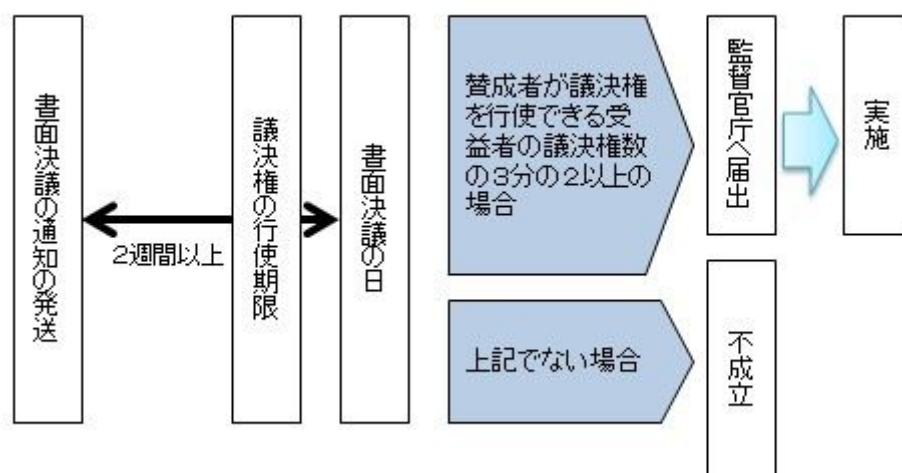 書面決議の通知の発送
2週間以上
議決権の行使期限
書面決議の日
賛成者が議決権
を行使できる受
益者の議決権数
の3分の2以上の
場合
監督官庁へ届出
実施
上記でない場合
不成立